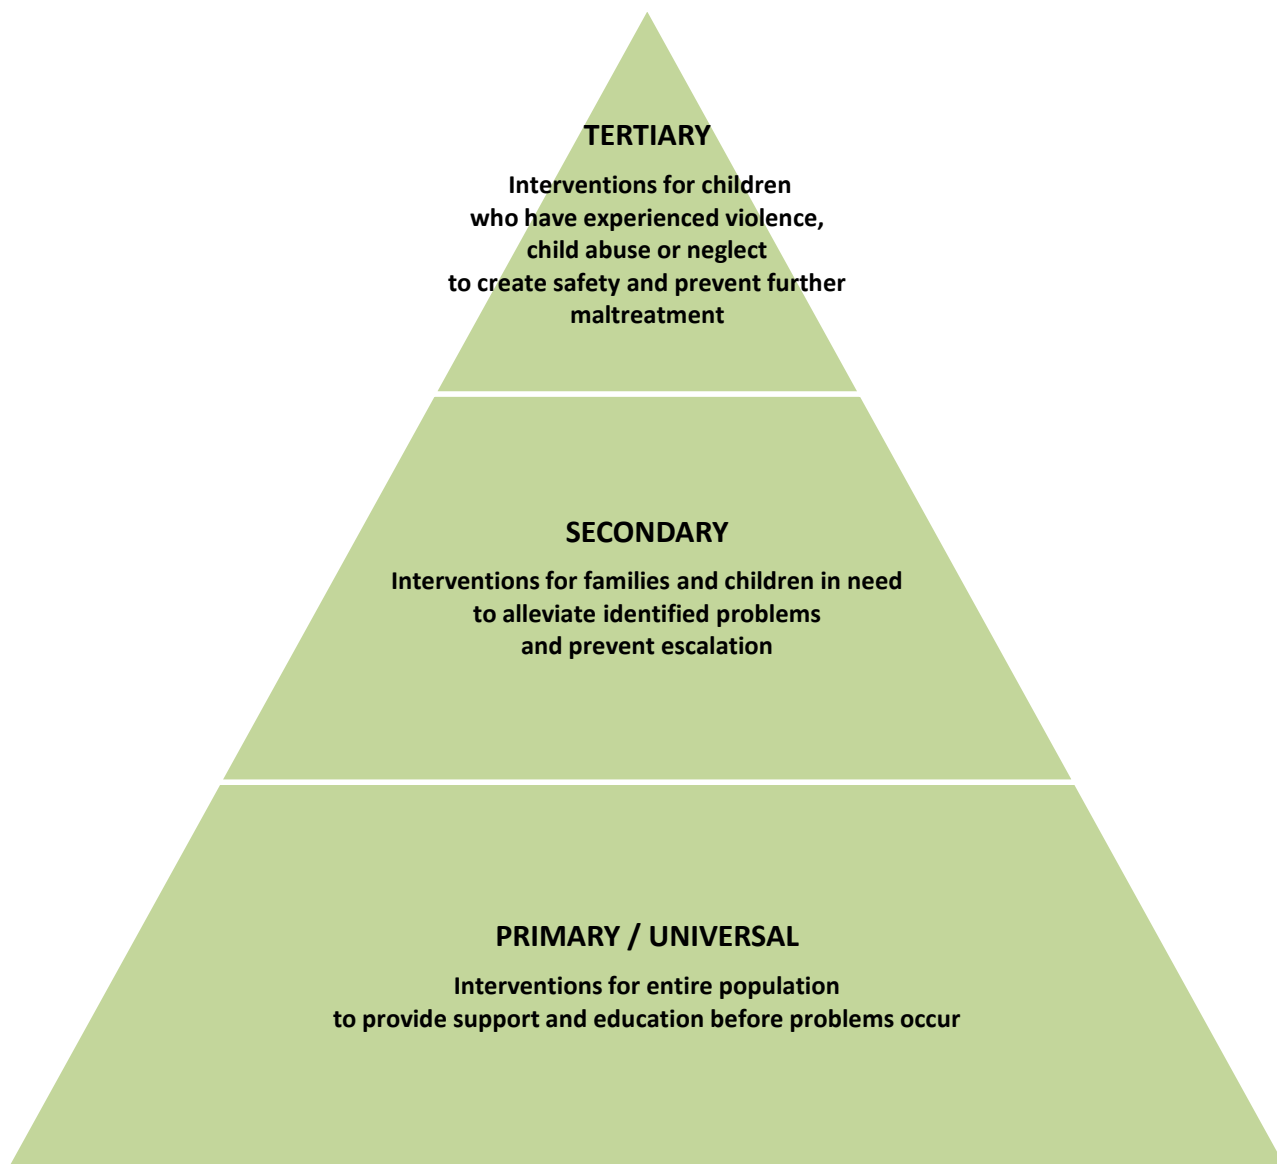 TERTIARY
Interventions for children
who have experienced violence,
child abuse or neglect
to create safety and prevent further
maltreatment
SECONDARY
Interventions for families and children in need
to alleviate identified problems
and prevent escalation
PRIMARY / UNIVERSAL
Interventions for entire population
to provide support and education before problems occur